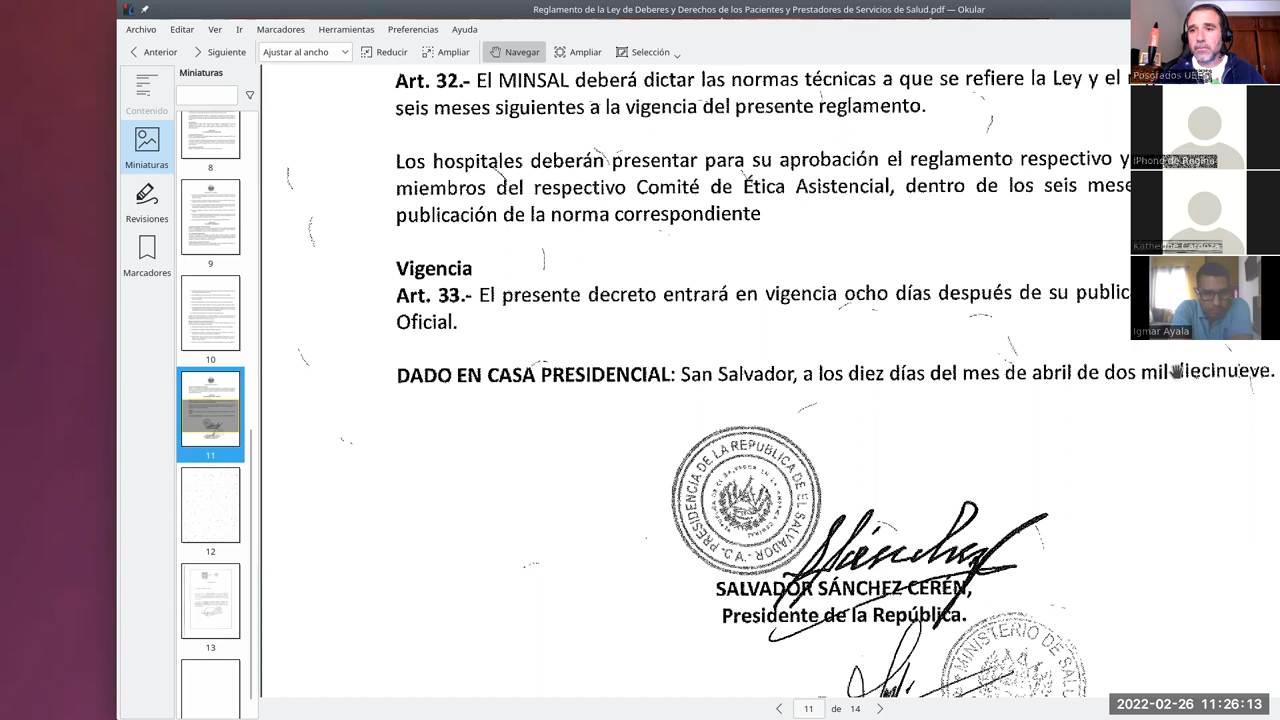 Reglamento de la Ley de Deberes y Derechos de los Pacientes y Prestadores de Servicios de Salud.pdf — Okular
Archivo Editar Ver Ir Marcadores Herramientas Preferencias Ayuda
Anterior Siguiente Ajustar al ancho Reducir Ampliar Navegar Ampliar Selección
Contenido
Miniaturas
Revisiones
Marcadores
Miniaturas
8
9
10
11
12
13
Art. 32.- El MINSAL deberá dictar las normas técnicas a que se refiere la Ley y el
seis meses siguientes a la vigencia del presente reglamento.
Los hospitales deberán presentar para su aprobación el reglamento respectivo y
miembros del respectivo Comité de Ética Asistencial, dentro de los seis mese
publicacion de la norma correspondiente
Vigencia
Art. 33.- El presente decreto entrará en vigencia ocho días después de su public
Oficial.
DADO EN CASA PRESIDENCIAL: San Salvador, a los diez días del mes de abril de dos mil diecinueve.
PRESIDENCIA DE LA REPUBLICA DE EL SALVADOR
SALVADOR SÁNCHEZ CERÉN,
Presidente de la República.
MINISTERIO DE SALU
11 de 14
Posgrados UEES
iPhone de Regina
Katherine Cardoza
Igmar Ayala
2022-02-26 11:26:13